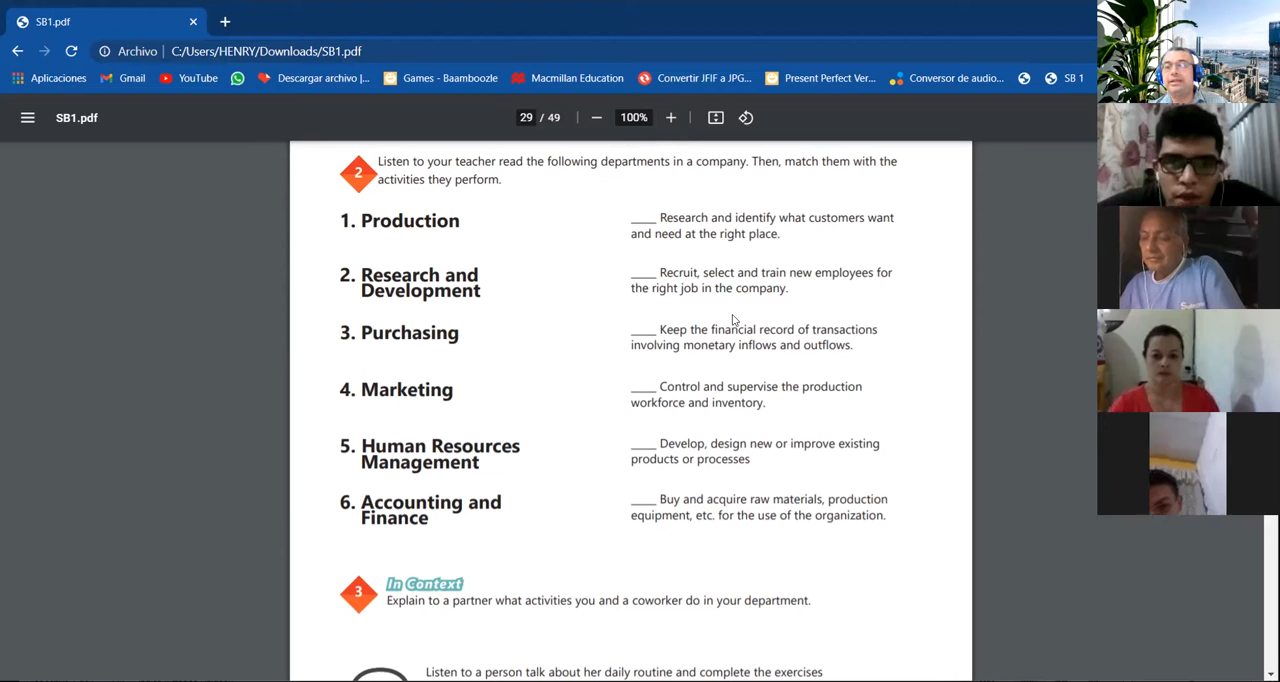 SB1.pdf
Archivo C:/Users/HENRY/Downloads/SB1.pdf
Aplicaciones Gmail YouTube Descargar archivo |... Games - Baamboozle Macmillan Education Convertir JFIF a JPG... Present Perfect Ver... Conversor de audio... SB 1
SB1.pdf 29 / 49 100%
2 Listen to your teacher read the following departments in a company. Then, match them with the
activities they perform.
1. Production
____ Research and identify what customers want
and need at the right place.
2. Research and
Development
____ Recruit, select and train new employees for
the right job in the company.
3. Purchasing
____ Keep the financial record of transactions
involving monetary inflows and outflows.
4. Marketing
____ Control and supervise the production
workforce and inventory.
5. Human Resources
Management
____ Develop, design new or improve existing
products or processes
6. Accounting and
Finance
____ Buy and acquire raw materials, production
equipment, etc. for the use of the organization.
3 In Context
Explain to a partner what activities you and a coworker do in your department.
Listen to a person talk about her daily routine and complete the exercises